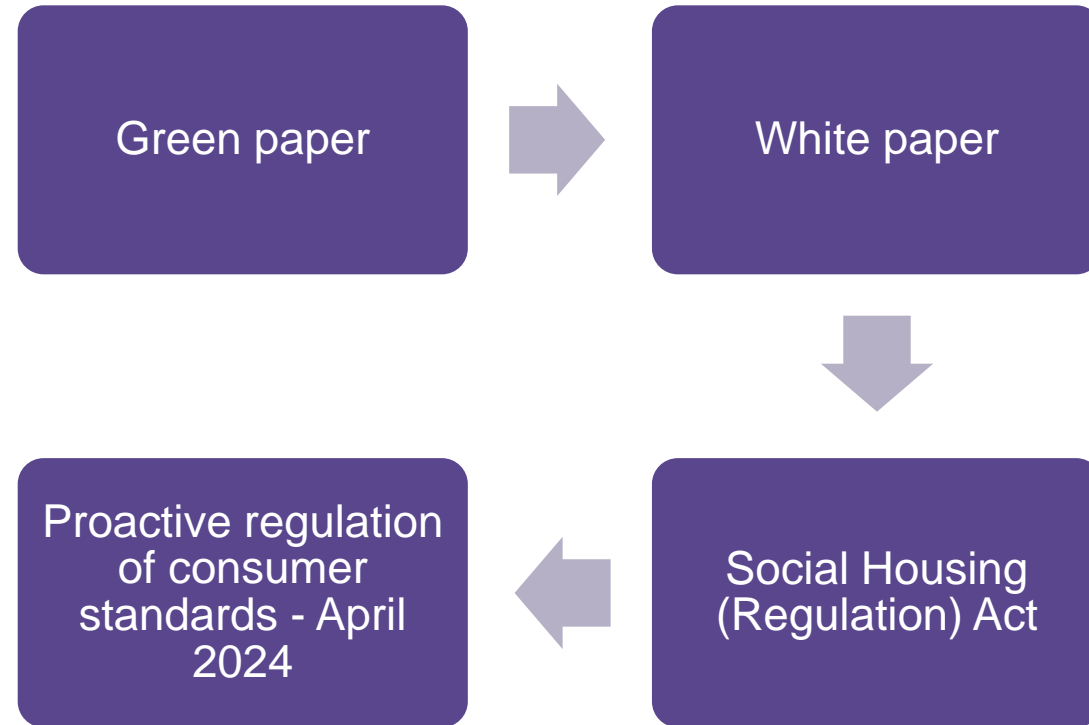 Green paper
White paper
Social Housing
(Regulation) Act
Proactive regulation
of consumer
standards - April
2024